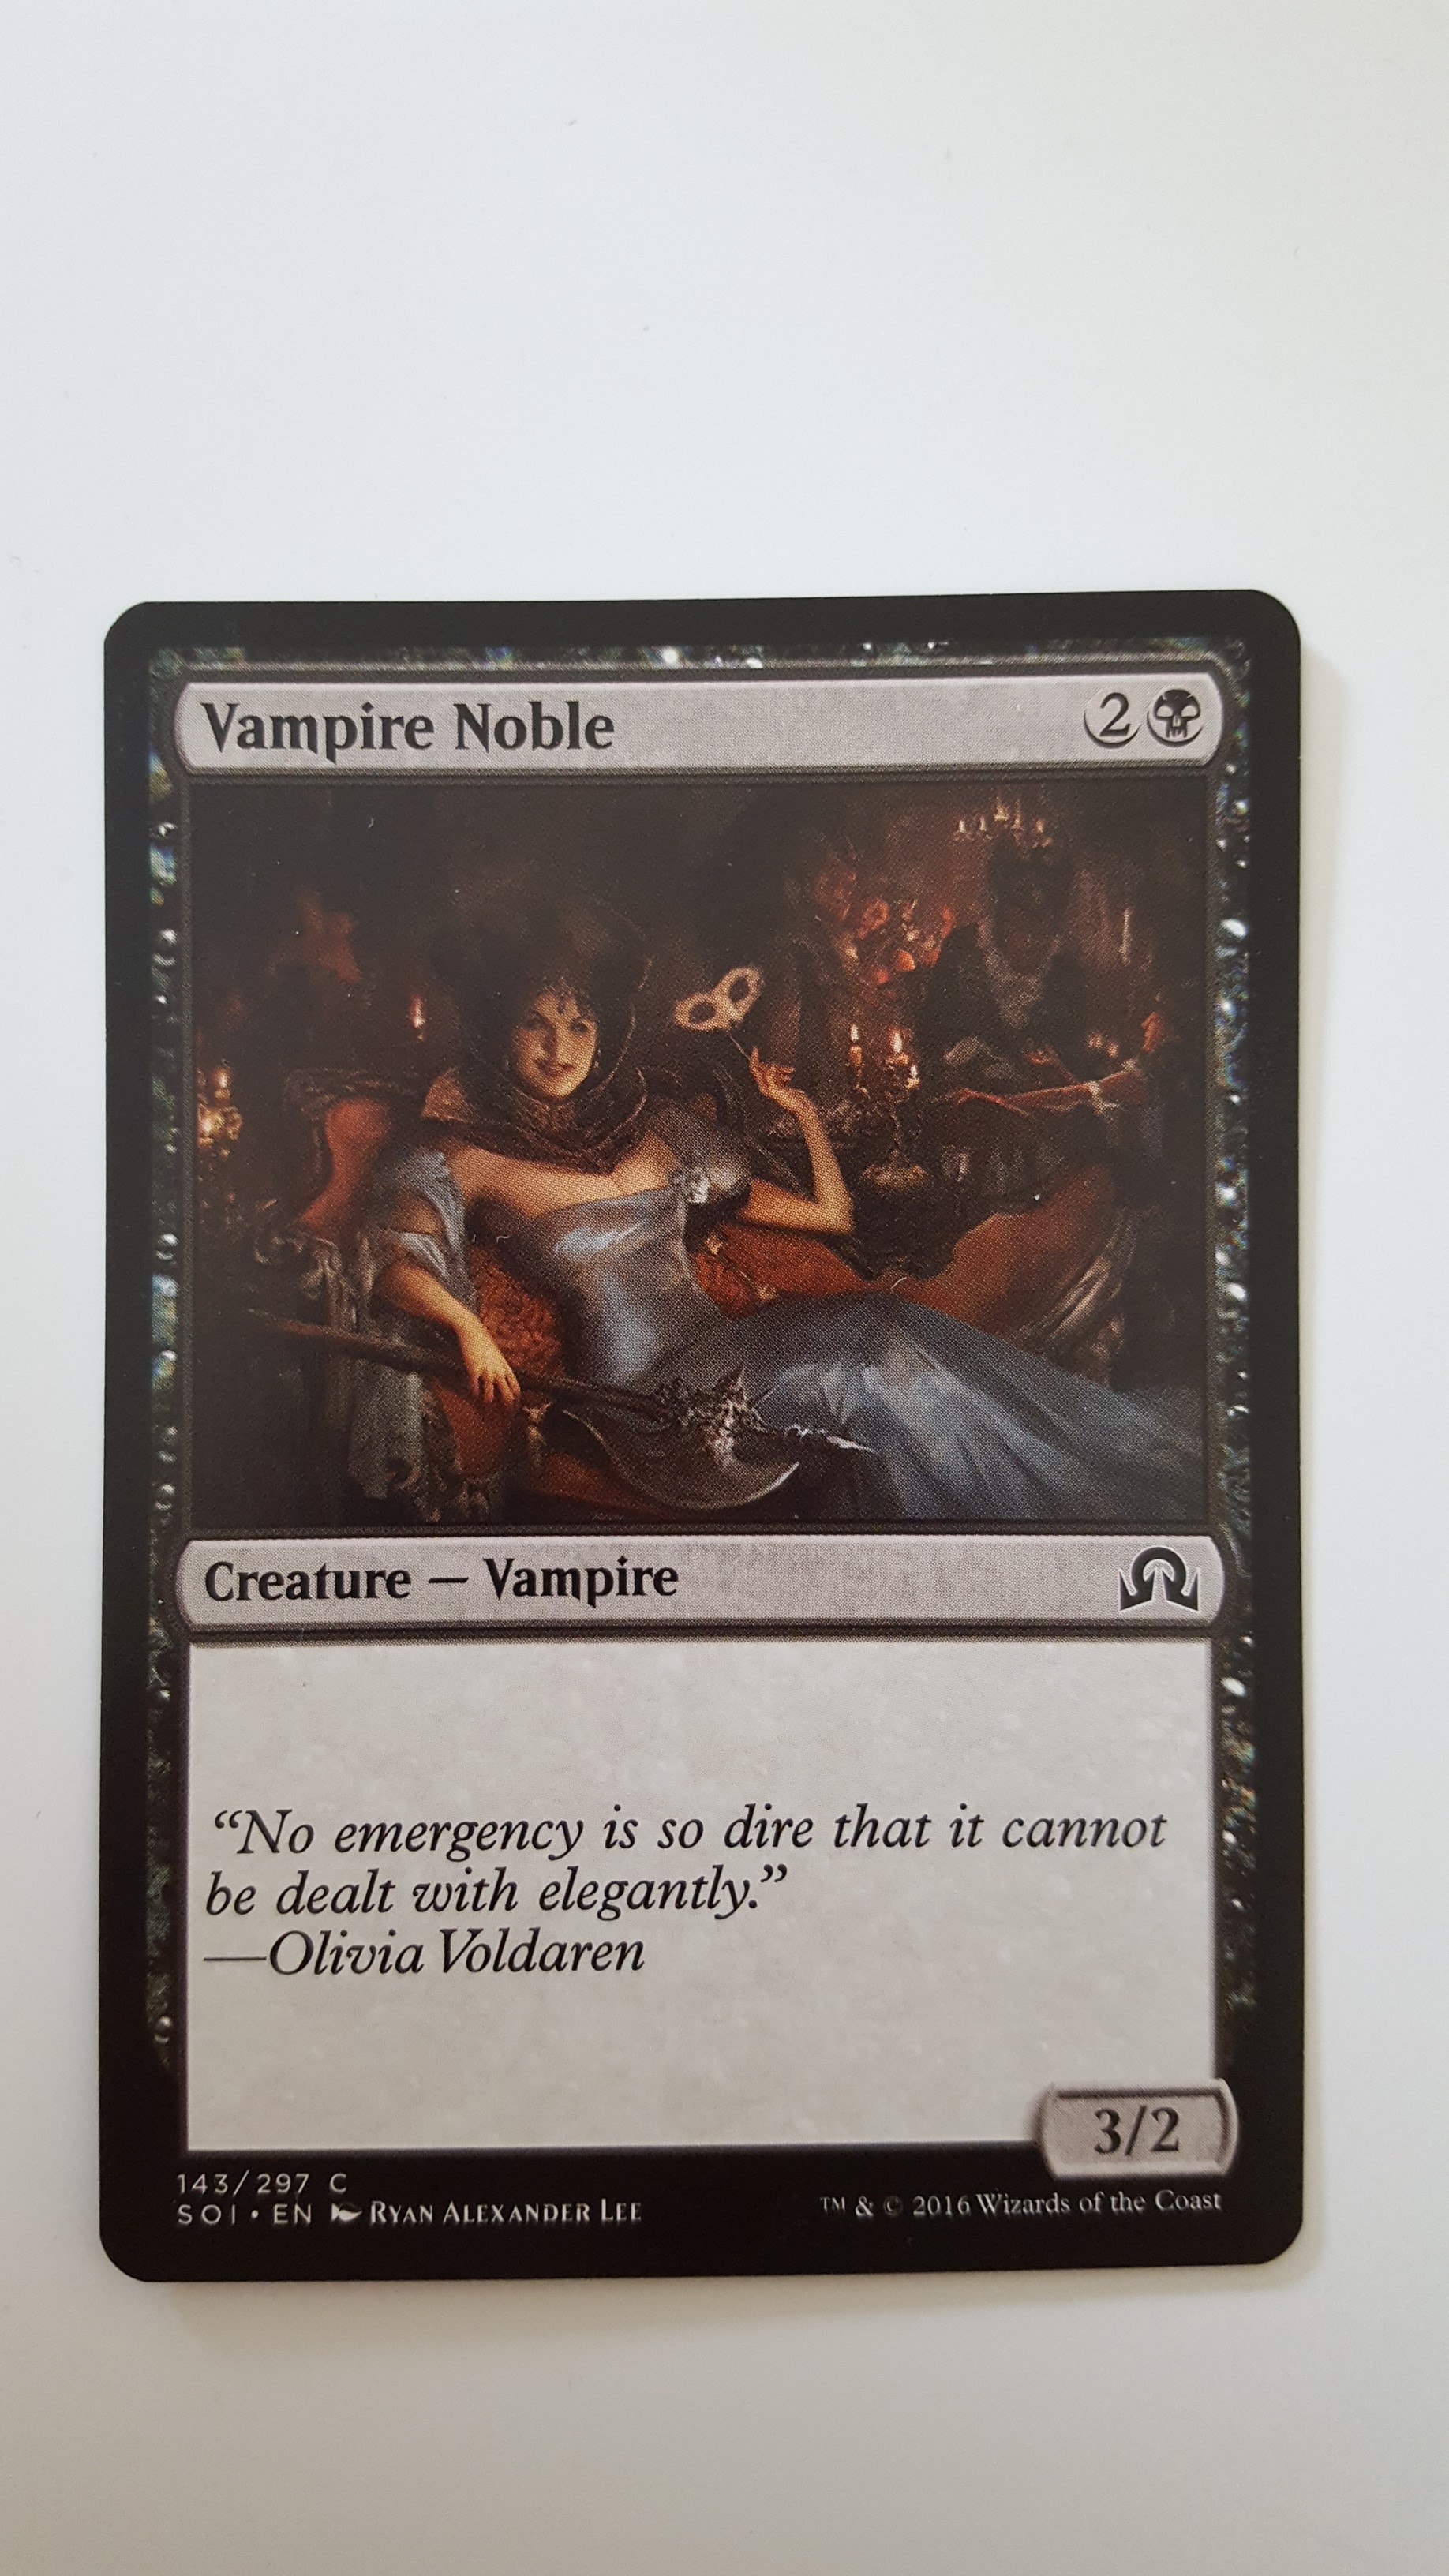 Vampire Noble 2
Creature — Vampire
“No emergency is so dire that it cannot
be dealt with elegantly.”
—Olivia Voldaren
3/2
143/297 C
SOI • EN RYAN ALEXANDER LEE
™ & © 2016 Wizards of the Coast